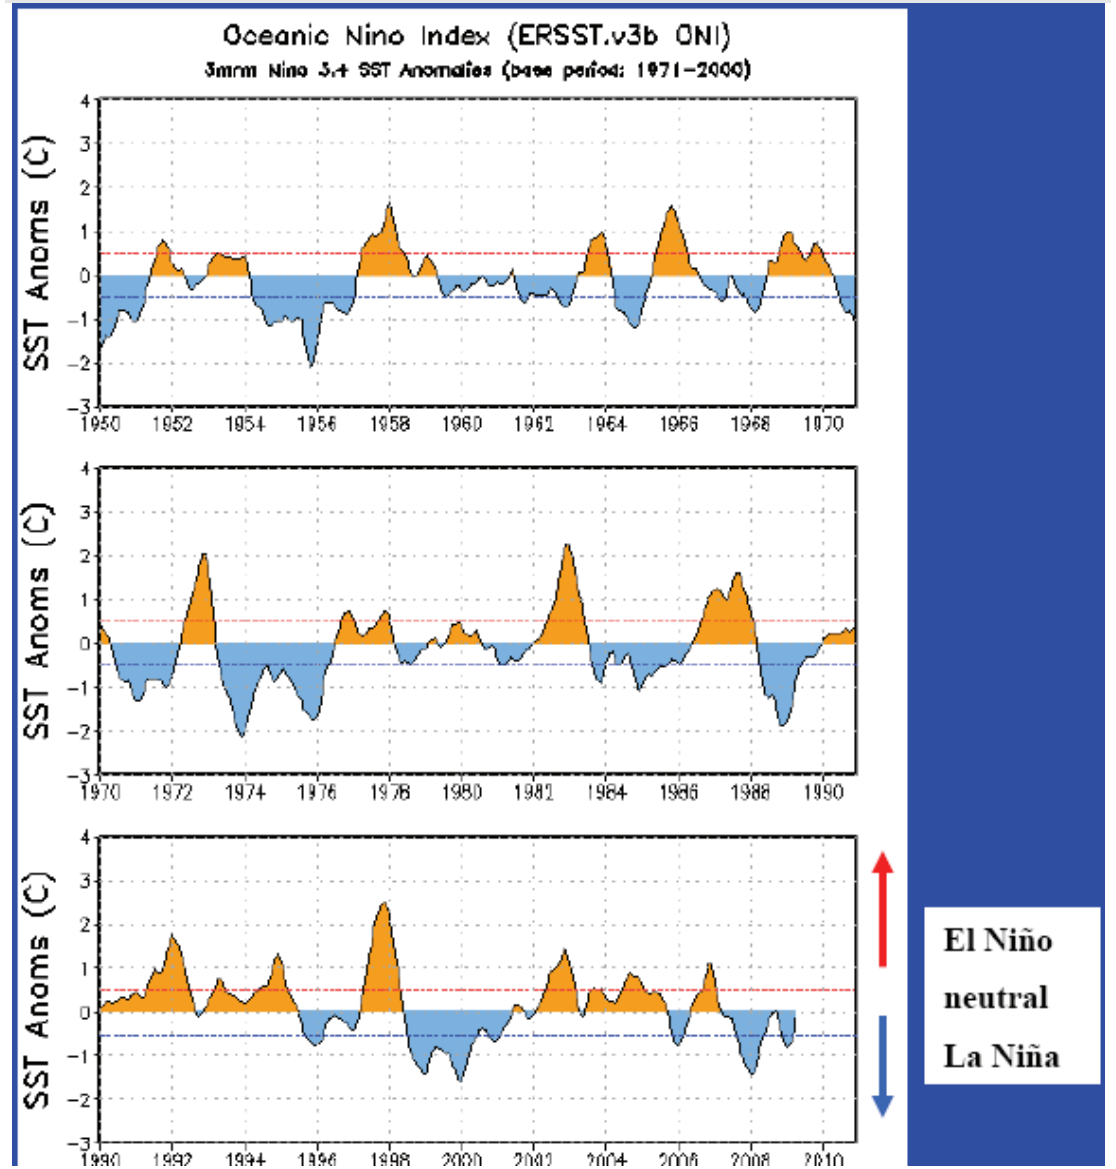 Oceanic Nino Index (ERSST.v3b ONI)
3mrm Nino 3.4 SST Anomalies (base period: 1971-2000)
SST Anoms (C)
4
3
2
1
0
-1
-2
-3
1950 1952 1954 1956 1958 1960 1962 1964 1966 1968 1970
SST Anoms (C)
4
3
2
1
0
-1
-2
-3
1970 1972 1974 1976 1978 1980 1982 1984 1986 1988 1990
SST Anoms (C)
4
3
2
1
0
-1
-2
-3
1990 1992 1994 1996 1998 2000 2002 2004 2006 2008 2010
El Niño
neutral
La Niña